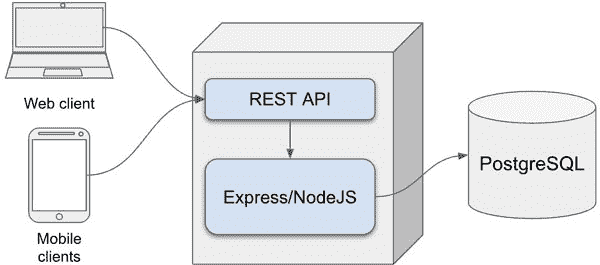 Web client
Mobile
clients
REST API
Express/NodeJS
PostgreSQL